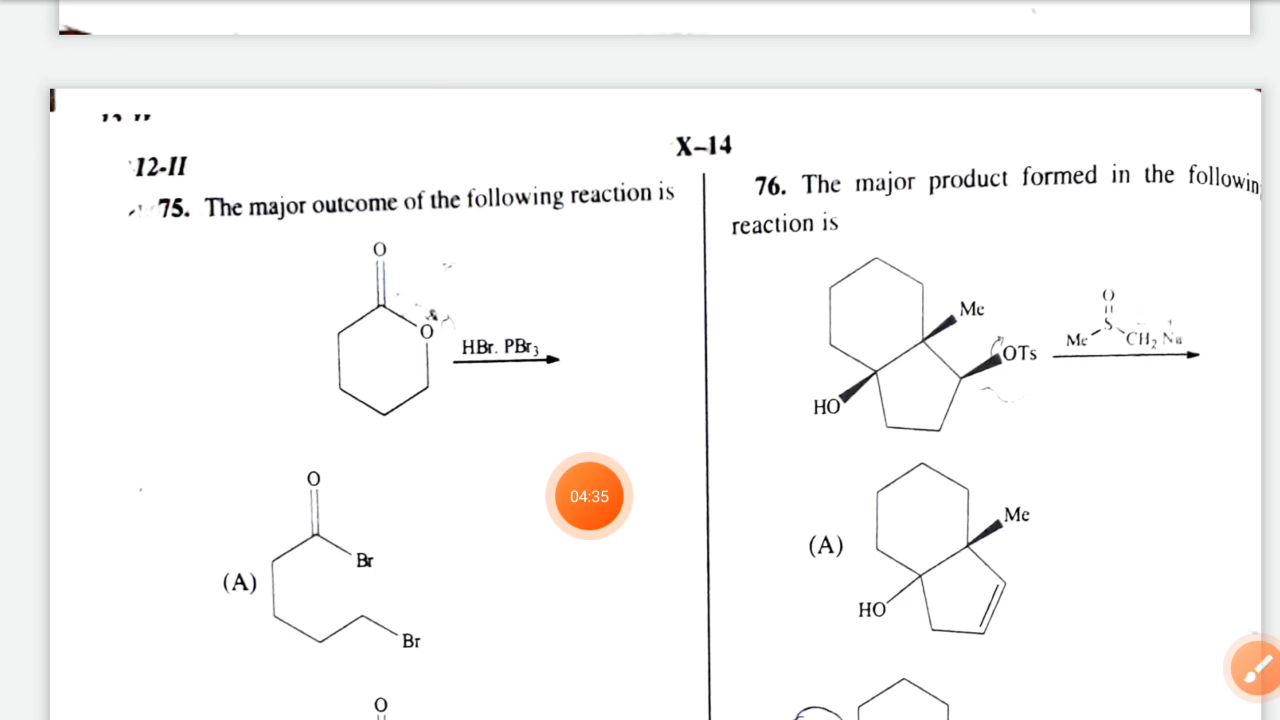 12-II
X–14
75. The major outcome of the following reaction is
O
O
HBr. PBr3
O
Br
(A)
Br
O
76. The major product formed in the
reaction is
Me
OTs
HO
O
S
Me
CH2 Na
+
Me
(A)
HO
04:35